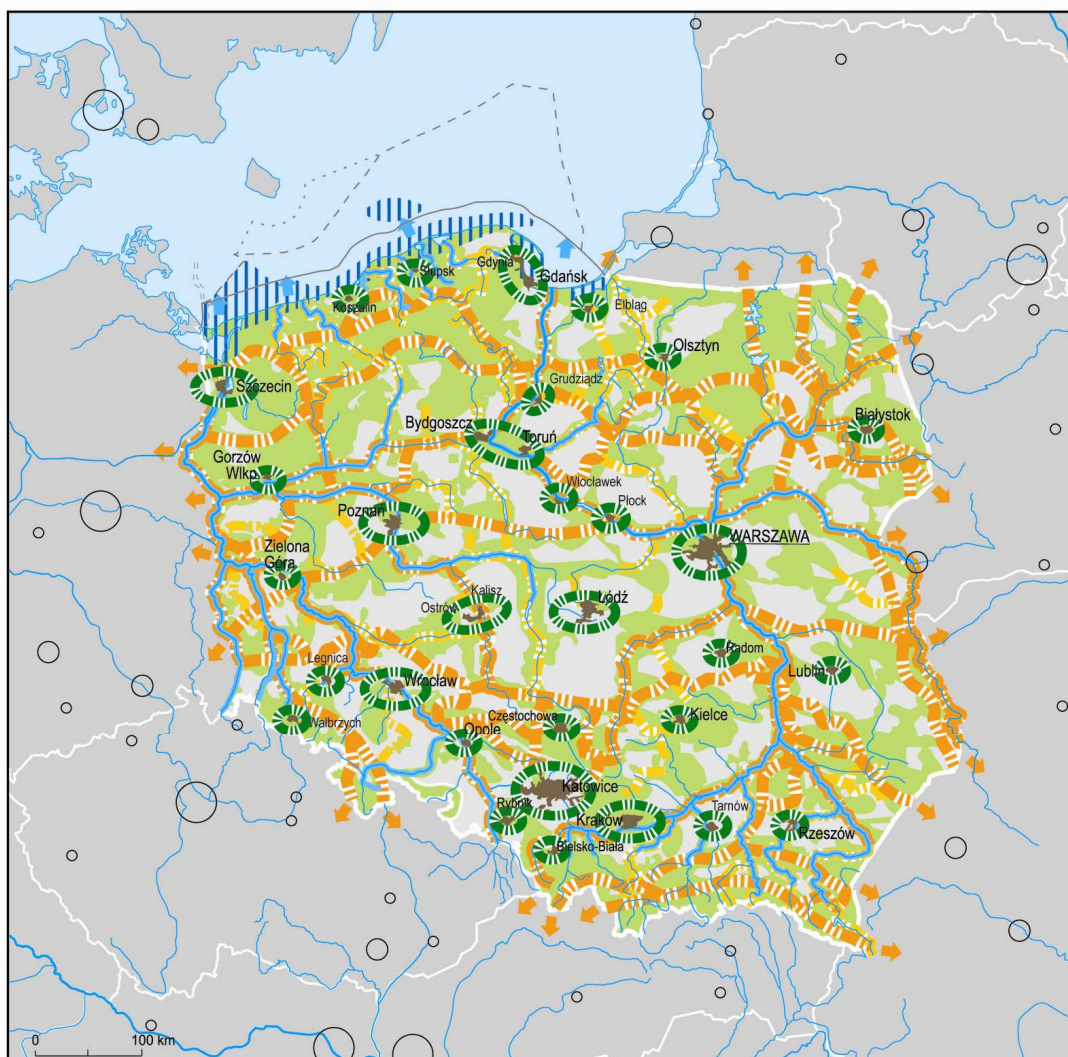 Słupsk
Gdynia
Gdańsk
Koszalin
Elbląg
Olsztyn
Szczecin
Grudziądz
Białystok
Bydgoszcz
Toruń
Gorzów
Wlkp.
Włocławek
Płock
Poznań
WARSZAWA
Zielona
Góra
Kalisz
Ostrów
Łódź
Radom
Legnica
Lublin
Wrocław
Wałbrzych
Częstochowa
Kielce
Opole
Katowice
Rybnik
Kraków
Tarnów
Rzeszów
Bielsko-Biała
0 100 km